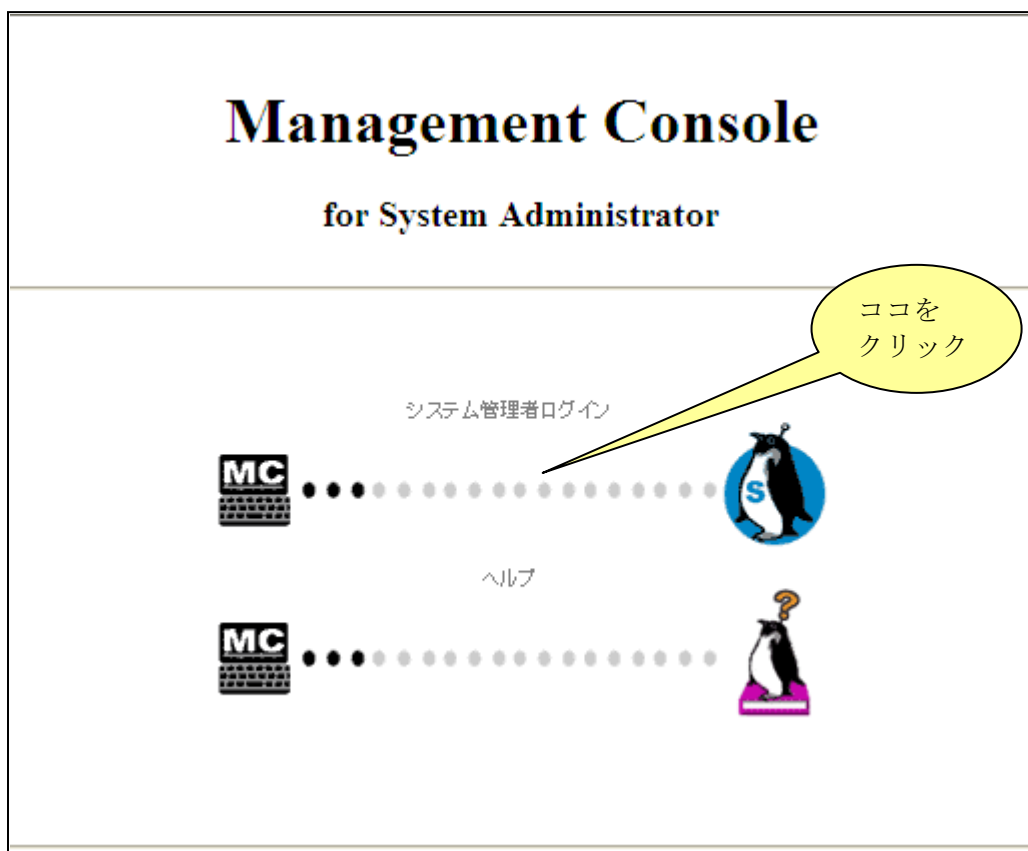 Management Console
for System Administrator
ココを
クリック
システム管理者ログイン
MC
S
ヘルプ
?
MC